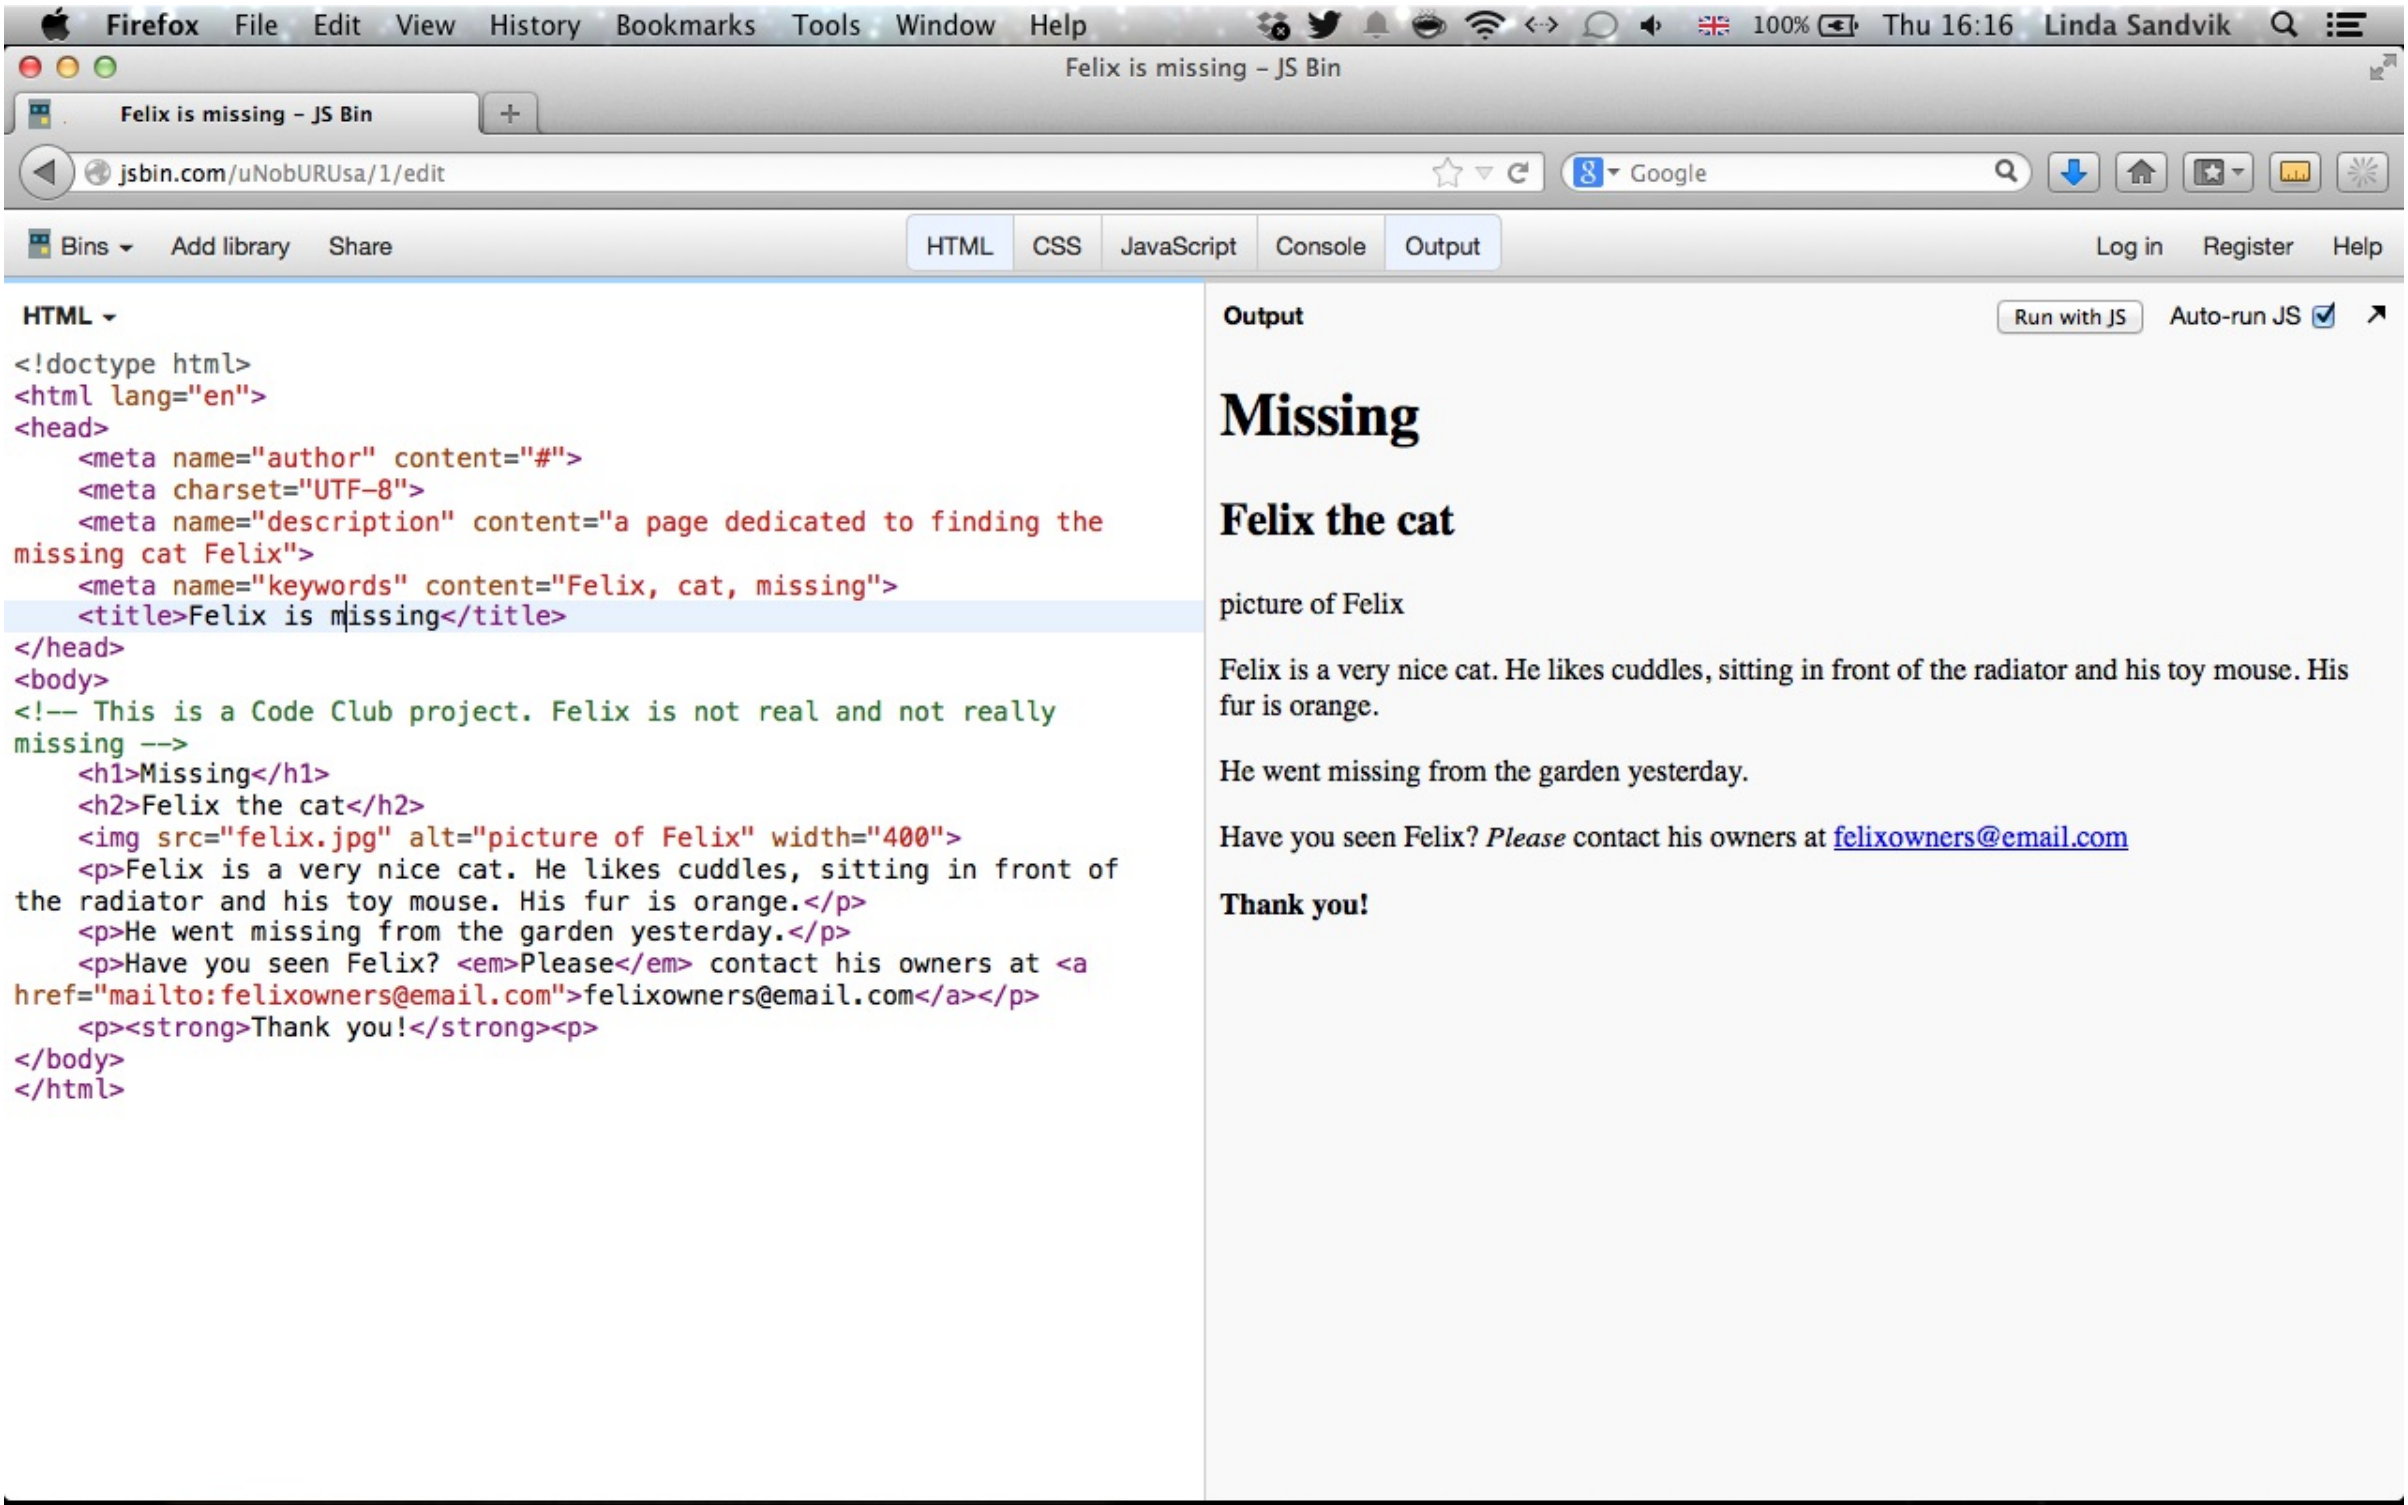 Firefox File Edit View History Bookmarks Tools Window Help 100% Thu 16:16 Linda Sandvik
Felix is missing – JS Bin
Felix is missing – JS Bin
jsbin.com/uNobURUsa/1/edit Google
Bins Add library Share HTML CSS JavaScript Console Output Log in Register Help
HTML
<!doctype html>
<html lang="en">
<head>
    <meta name="author" content="#">
    <meta charset="UTF-8">
    <meta name="description" content="a page dedicated to finding the
missing cat Felix">
    <meta name="keywords" content="Felix, cat, missing">
    <title>Felix is missing</title>
</head>
<body>
<!-- This is a Code Club project. Felix is not real and not really
missing -->
    <h1>Missing</h1>
    <h2>Felix the cat</h2>
    <img src="felix.jpg" alt="picture of Felix" width="400">
    <p>Felix is a very nice cat. He likes cuddles, sitting in front of
the radiator and his toy mouse. His fur is orange.</p>
    <p>He went missing from the garden yesterday.</p>
    <p>Have you seen Felix? <em>Please</em> contact his owners at <a
href="mailto:felixowners@email.com">felixowners@email.com</a></p>
    <p><strong>Thank you!</strong><p>
</body>
</html>
Output Run with JS Auto-run JS
Missing
Felix the cat
picture of Felix
Felix is a very nice cat. He likes cuddles, sitting in front of the radiator and his toy mouse. His
fur is orange.
He went missing from the garden yesterday.
Have you seen Felix? Please contact his owners at felixowners@email.com
Thank you!